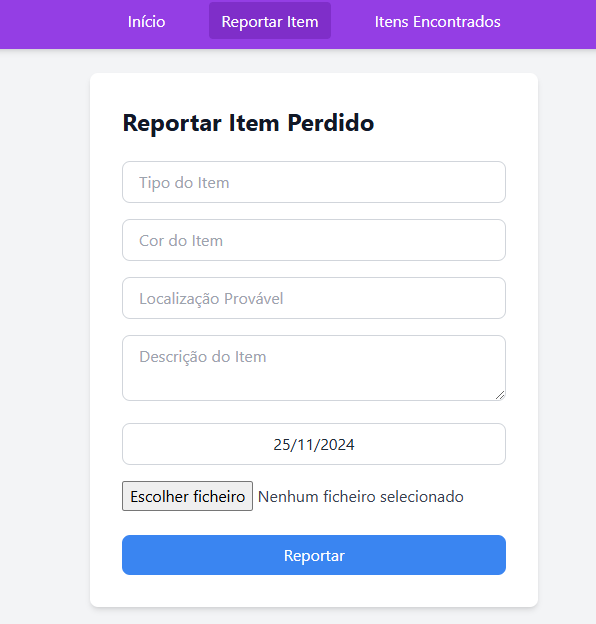 Início Reportar Item Itens Encontrados
Reportar Item Perdido
Tipo do Item
Cor do Item
Localização Provável
Descrição do Item
25/11/2024
Escolher ficheiro Nenhum ficheiro selecionado
Reportar